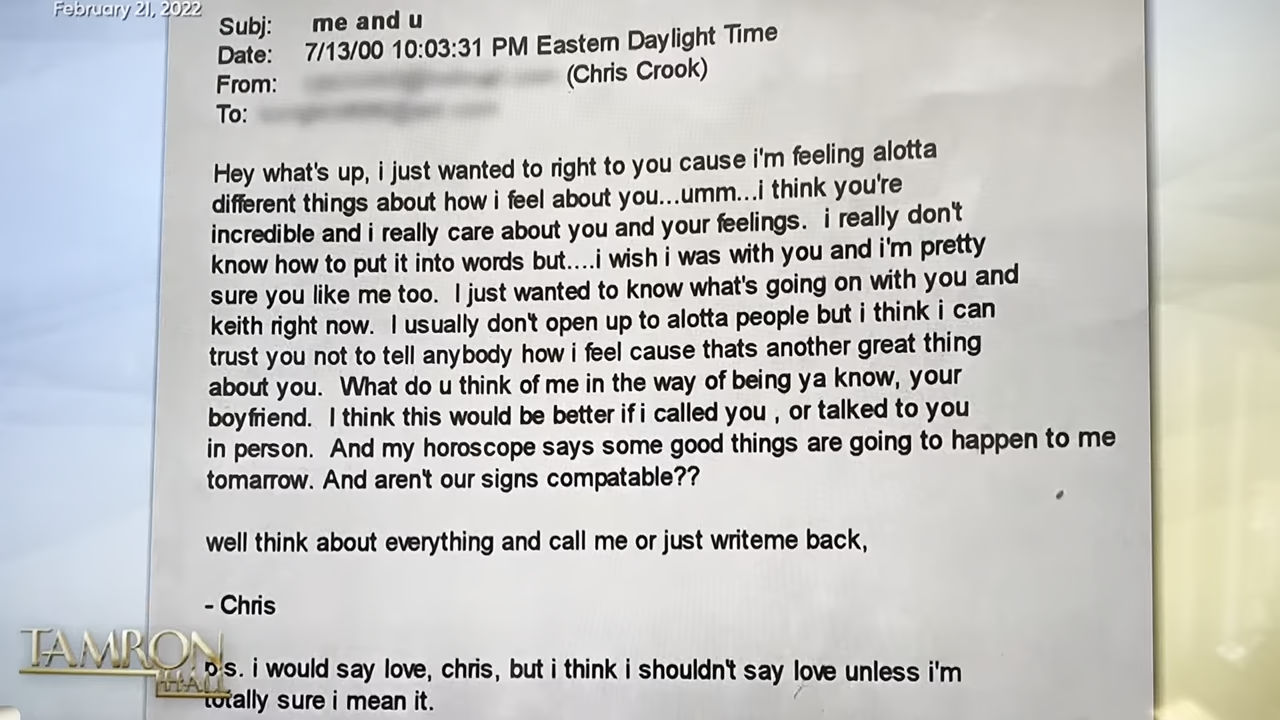 February 21, 2022
Subj: me and u
Date: 7/13/00 10:03:31 PM Eastern Daylight Time
From: (Chris Crook)
To:
Hey what's up, i just wanted to right to you cause i'm feeling alotta
different things about how i feel about you...umm...i think you're
incredible and i really care about you and your feelings. i really don't
know how to put it into words but....i wish i was with you and i'm pretty
sure you like me too. I just wanted to know what's going on with you and
keith right now. I usually don't open up to alotta people but i think i can
trust you not to tell anybody how i feel cause thats another great thing
about you. What do u think of me in the way of being ya know, your
boyfriend. I think this would be better if i called you , or talked to you
in person. And my horoscope says some good things are going to happen to me
tomarrow. And aren't our signs compatable??
well think about everything and call me or just writeme back,
- Chris
p.s. i would say love, chris, but i think i shouldn't say love unless i'm
totally sure i mean it.
TAMRON
HALL